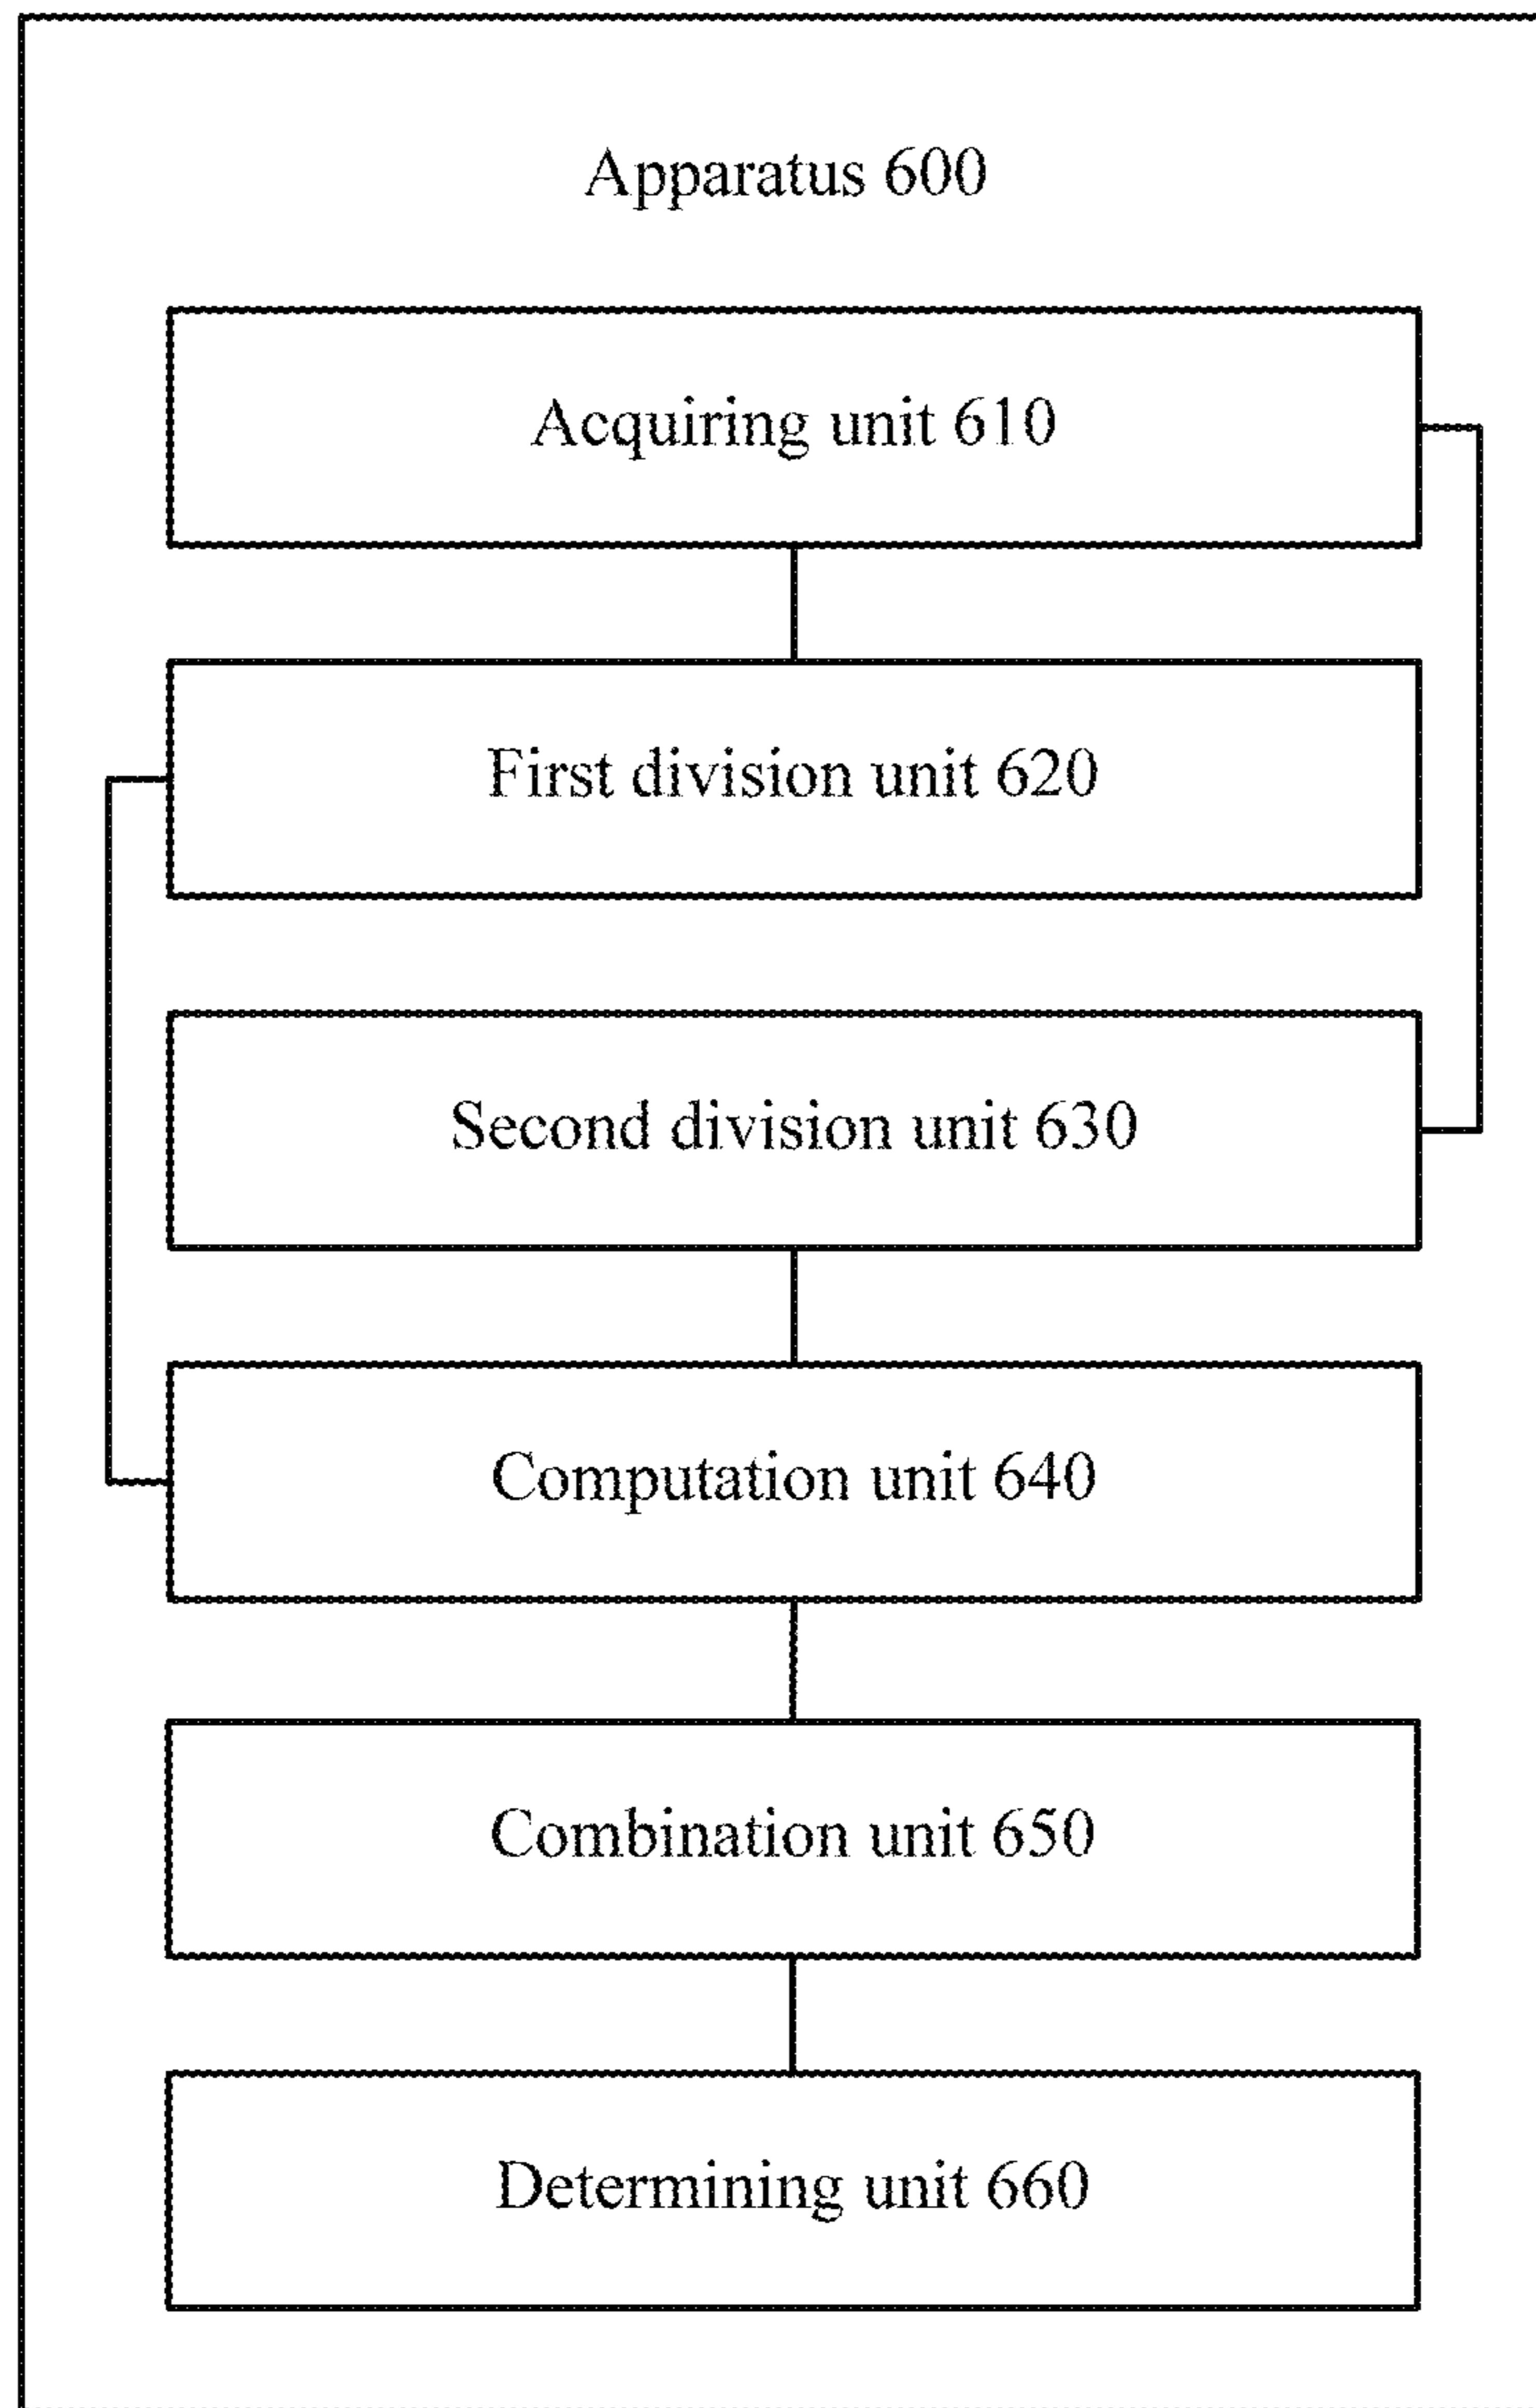 Apparatus 600
Acquiring unit 610
First division unit 620
Second division unit 630
Computation unit 640
Combination unit 650
Determining unit 660